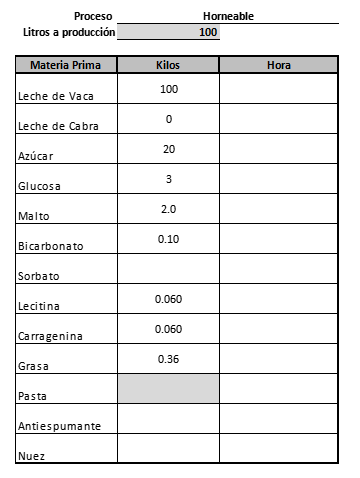 Proceso Horneable
Litros a producción 100
Materia Prima Kilos Hora
Leche de Vaca 100
Leche de Cabra 0
Azúcar 20
Glucosa 3
Malto 2.0
Bicarbonato 0.10
Sorbato
Lecitina 0.060
Carragenina 0.060
Grasa 0.36
Pasta
Antiespumante
Nuez